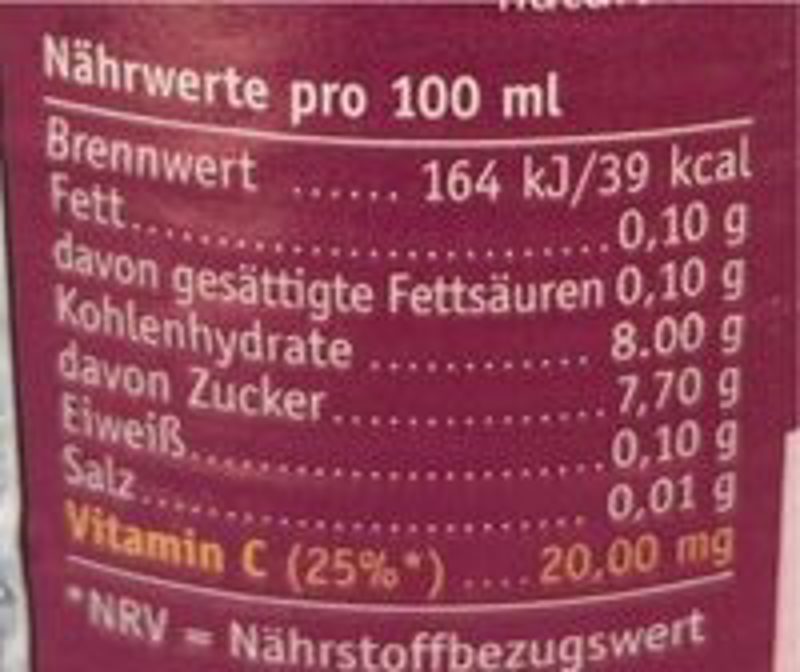 Nährwerte pro 100 ml
Brennwert ...... 164 kJ/39 kcal
Fett.............................0,10 g
davon gesättigte Fettsäuren 0,10 g
Kohlenhydrate ............. 8.00 g
davon Zucker................7,70 g
Eiweiß.........................0,10 g
Salz........................... 0,01 g
Vitamin C (25%*) ....20,00 mg
*NRV = Nährstoffbezugswert